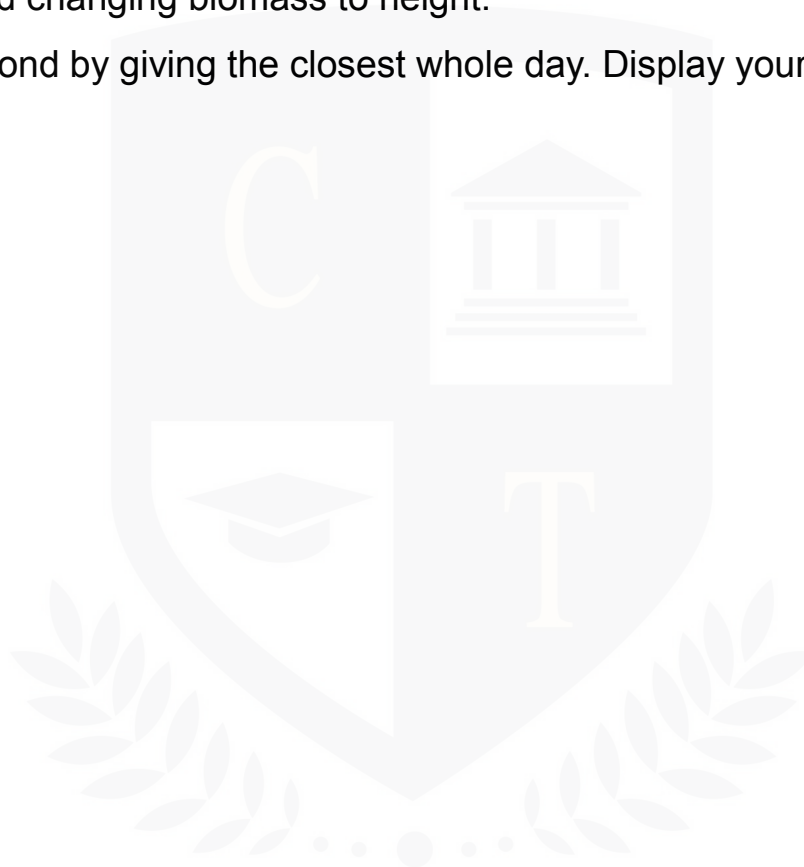 d changing biomass to height.
ond by giving the closest whole day. Display your
C
T